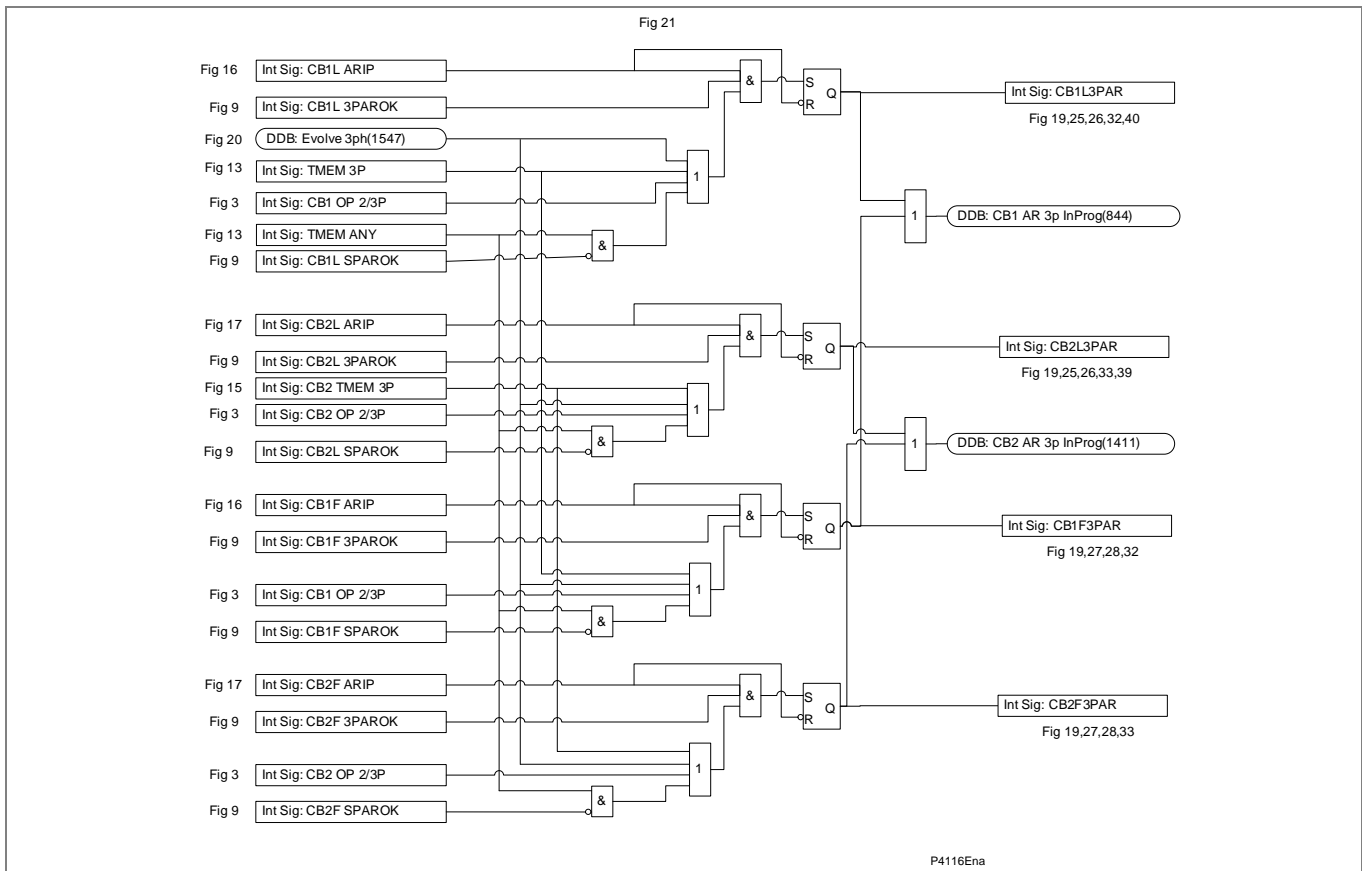 Fig 21
Fig 16 Int Sig: CB1L ARIP
& S Q R
Int Sig: CB1L3PAR
Fig 9 Int Sig: CB1L 3PAROK
Fig 19,25,26,32,40
Fig 20 DDB: Evolve 3ph(1547)
Fig 13 Int Sig: TMEM 3P
1
Fig 3 Int Sig: CB1 OP 2/3P
1 DDB: CB1 AR 3p InProg(844)
Fig 13 Int Sig: TMEM ANY
&
Fig 9 Int Sig: CB1L SPAROK
Fig 17 Int Sig: CB2L ARIP
& S Q R
Int Sig: CB2L3PAR
Fig 9 Int Sig: CB2L 3PAROK
Fig 19,25,26,33,39
Fig 15 Int Sig: CB2 TMEM 3P
1
Fig 3 Int Sig: CB2 OP 2/3P
&
1 DDB: CB2 AR 3p InProg(1411)
Fig 9 Int Sig: CB2L SPAROK
Fig 16 Int Sig: CB1F ARIP
& S Q R
Int Sig: CB1F3PAR
Fig 9 Int Sig: CB1F 3PAROK
Fig 19,27,28,32
1
Fig 3 Int Sig: CB1 OP 2/3P
&
Fig 9 Int Sig: CB1F SPAROK
Fig 17 Int Sig: CB2F ARIP
& S Q R
Int Sig: CB2F3PAR
Fig 9 Int Sig: CB2F 3PAROK
Fig 19,27,28,33
1
Fig 3 Int Sig: CB2 OP 2/3P
&
Fig 9 Int Sig: CB2F SPAROK
P4116Ena